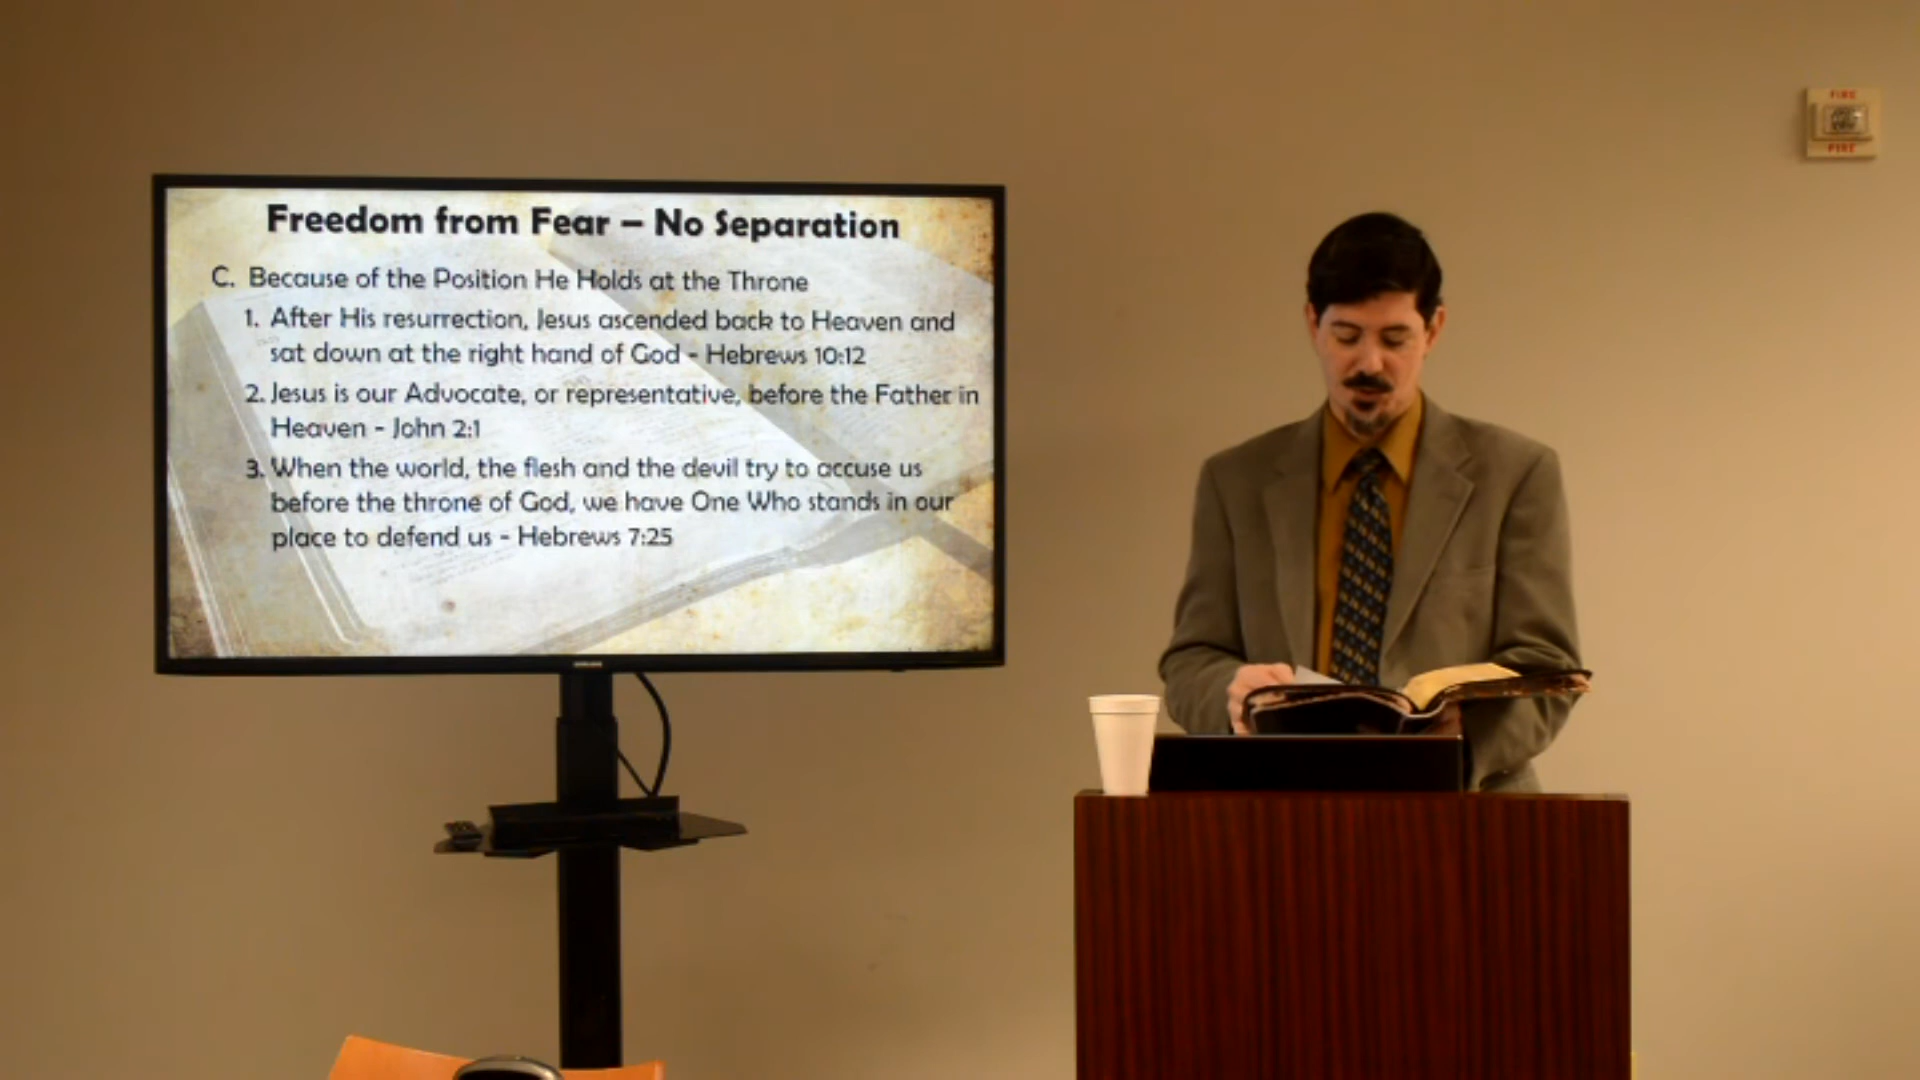 FIRE
FIRE
Freedom from Fear – No Separation
C. Because of the Position He Holds at the Throne
1. After His resurrection, Jesus ascended back to Heaven and
sat down at the right hand of God - Hebrews 10:12
2. Jesus is our Advocate, or representative, before the Father in
Heaven - John 2:1
3. When the world, the flesh and the devil try to accuse us
before the throne of God, we have One Who stands in our
place to defend us - Hebrews 7:25